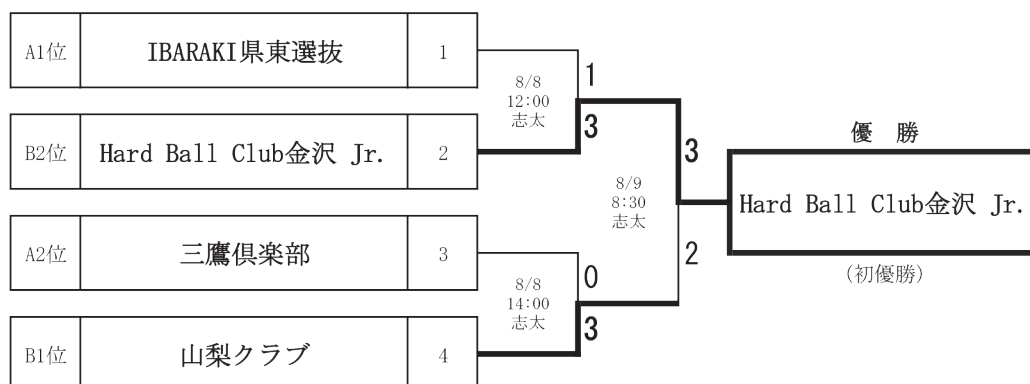 A1位 IBARAKI県東選抜 1
8/8
12:00
志太
1
3
B2位 Hard Ball Club金沢 Jr. 2
8/9
8:30
志太
3
2
優 勝
Hard Ball Club金沢 Jr.
(初優勝)
A2位 三鷹倶楽部 3
8/8
14:00
志太
0
3
B1位 山梨クラブ 4